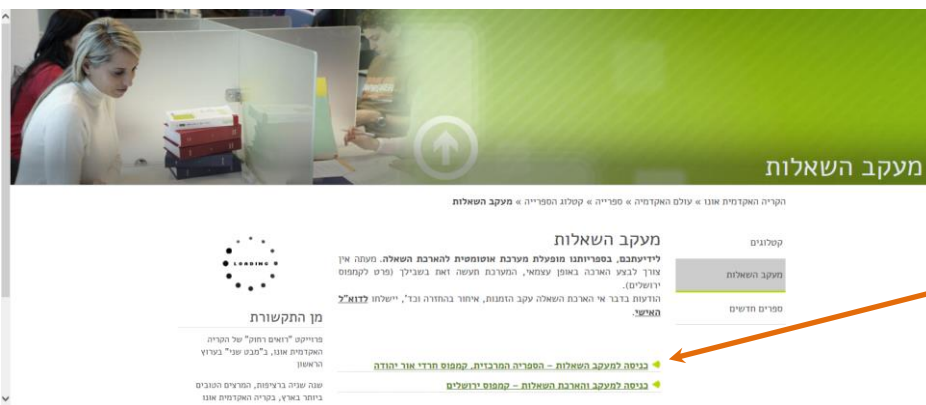 מעקב השאלות
הקריה האקדמית אונו » עולם האקדמיה » ספרייה » קטלוג הספרייה » מעקב השאלות
קטלוגים
מעקב השאלות
ספרים חדשים
מעקב השאלות
לידיעתכם, בספריותנו מופעלת מערכת אוטומטית להארכת השאלה. מעתה אין
צורך לבצע הארכה באופן עצמאי, המערכת תעשה זאת בשבילך (פרט לקמפוס
ירושלים).
הודעות בדבר אי הארכת השאלה עקב הזמנות, איחור בהחזרה וכד', יישלחו לדוא"ל
האישי.
כניסה למעקב השאלות – הספריה המרכזית, קמפוס חרדי אור יהודה
כניסה למעקב והארכת השאלות – קמפוס ירושלים
LOADING
מן התקשורת
פרוייקט "רואים רחוק" של הקריה
האקדמית אונו, ב"מבט שני" בערוץ
הראשון
שנה שניה ברציפות, המרצים הטובים
ביותר בארץ, בקריה האקדמית אונו